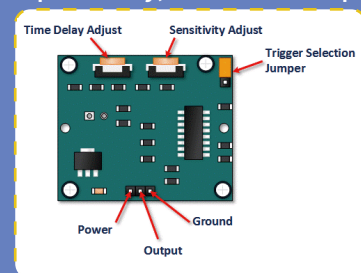 Time Delay Adjust
Sensitivity Adjust
Trigger Selection
Jumper
Power
Ground
Output